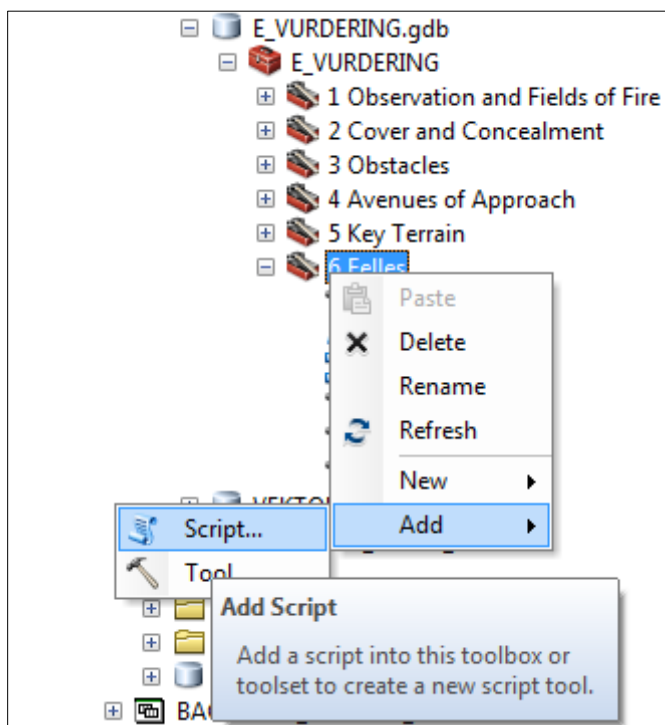 E_VURDERING.gdb
E_VURDERING
1 Observation and Fields of Fire
2 Cover and Concealment
3 Obstacles
4 Avenues of Approach
5 Key Terrain
6 Felles
Paste
Delete
Rename
Refresh
New
Add
Script...
Tool
Add Script
Add a script into this toolbox or
toolset to create a new script tool.